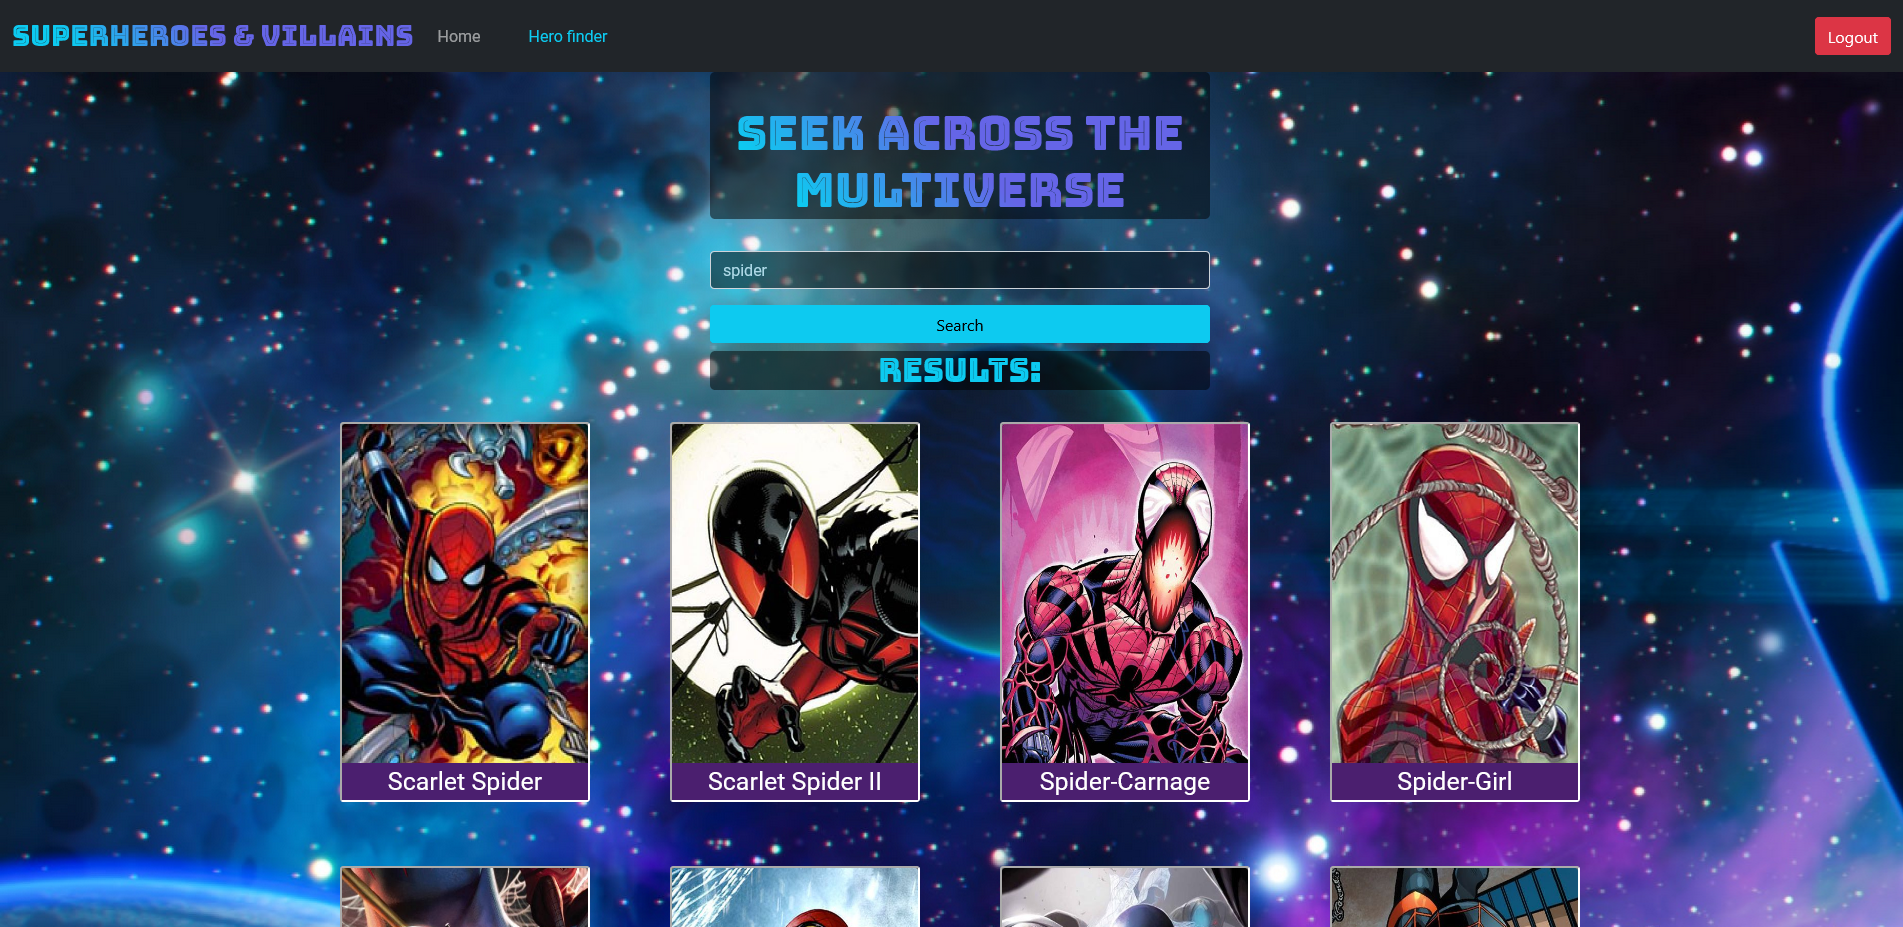 SUPERHEROES & VILLAINS
Home
Hero finder
Logout
SEEK ACROSS THE
MULTIVERSE
spider
Search
RESULTS:
Scarlet Spider
Scarlet Spider II
Spider-Carnage
Spider-Girl